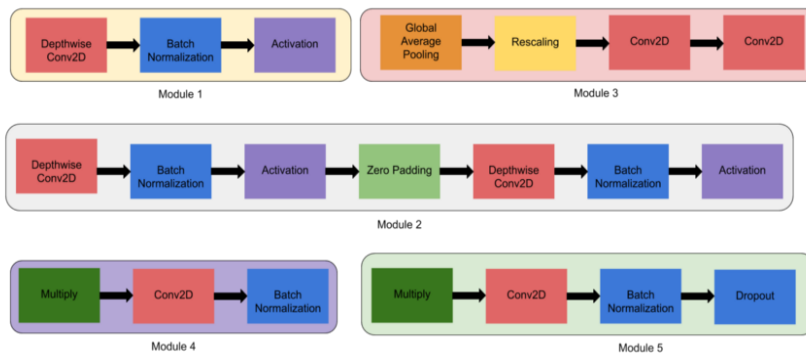 Depthwise
Conv2D
Batch
Normalization
Activation
Module 1
Global
Average
Pooling
Rescaling
Conv2D
Conv2D
Module 3
Depthwise
Conv2D
Batch
Normalization
Activation
Zero Padding
Depthwise
Conv2D
Batch
Normalization
Activation
Module 2
Multiply
Conv2D
Batch
Normalization
Module 4
Multiply
Conv2D
Batch
Normalization
Dropout
Module 5